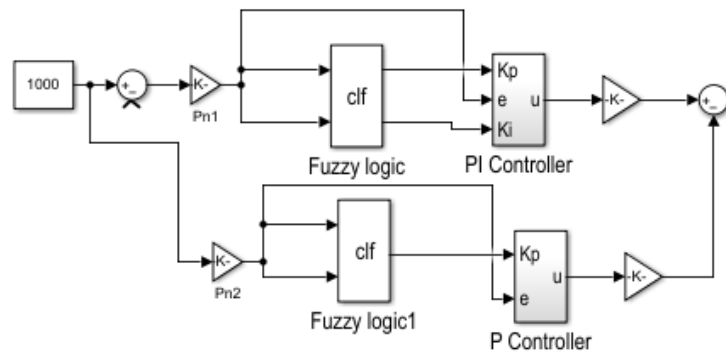 1000
+
-
K-
Pn1
clf
Fuzzy logic
Kp
e
u
Ki
PI Controller
-K-
+
-
K-
Pn2
clf
Fuzzy logic1
Kp
u
e
P Controller
-K-